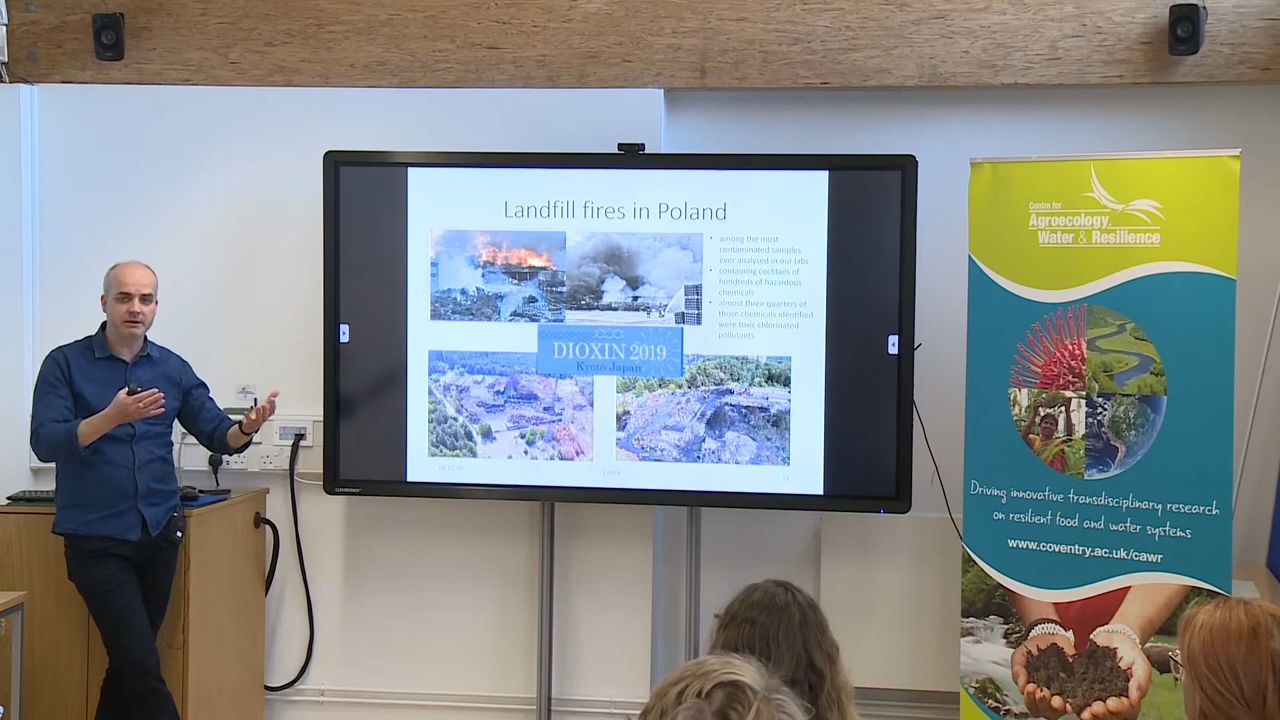 Landfill fires in Poland
• among the most
contaminated samples
ever analysed in our labs
• containing cocktails of
hundreds of hazardous
chemicals
• almost three quarters of
those chemicals identified
were toxic chlorinated
pollutants
DIOXIN 2019
Kyoto Japan
CAWR
Centre for
Agroecology,
Water & Resilience
Driving innovative transdisciplinary research
on resilient food and water systems
www.coventry.ac.uk/cawr